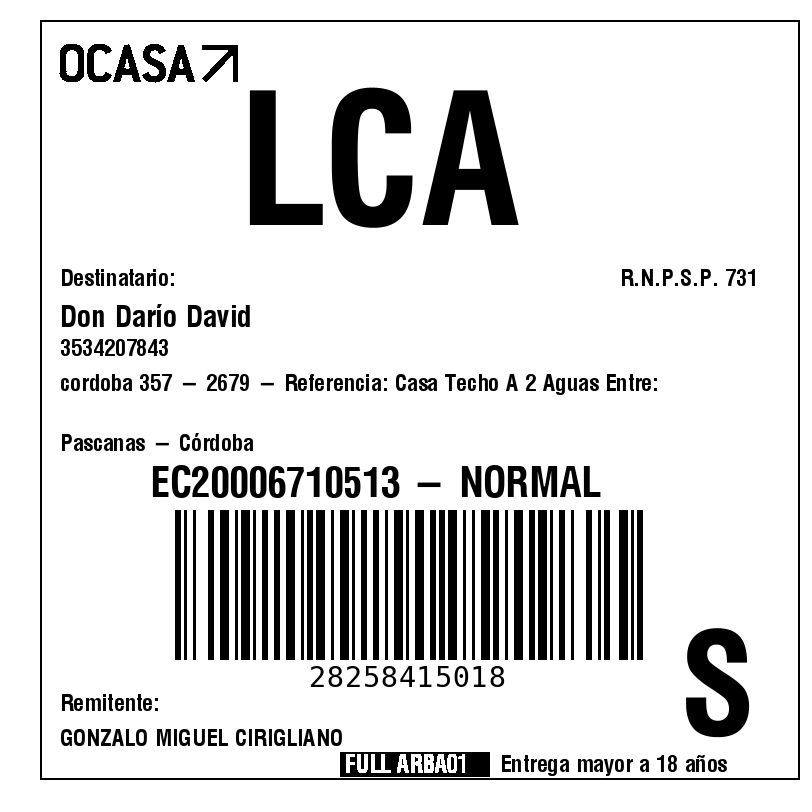 OCASA
LCA
Destinatario:
R.N.P.S.P. 731
Don Darío David
3534207843
cordoba 357 – 2679 – Referencia: Casa Techo A 2 Aguas Entre:
Pascanas – Córdoba
EC20006710513 – NORMAL
28258415018
S
Remitente:
GONZALO MIGUEL CIRIGLIANO
FULL ARBA01 Entrega mayor a 18 años